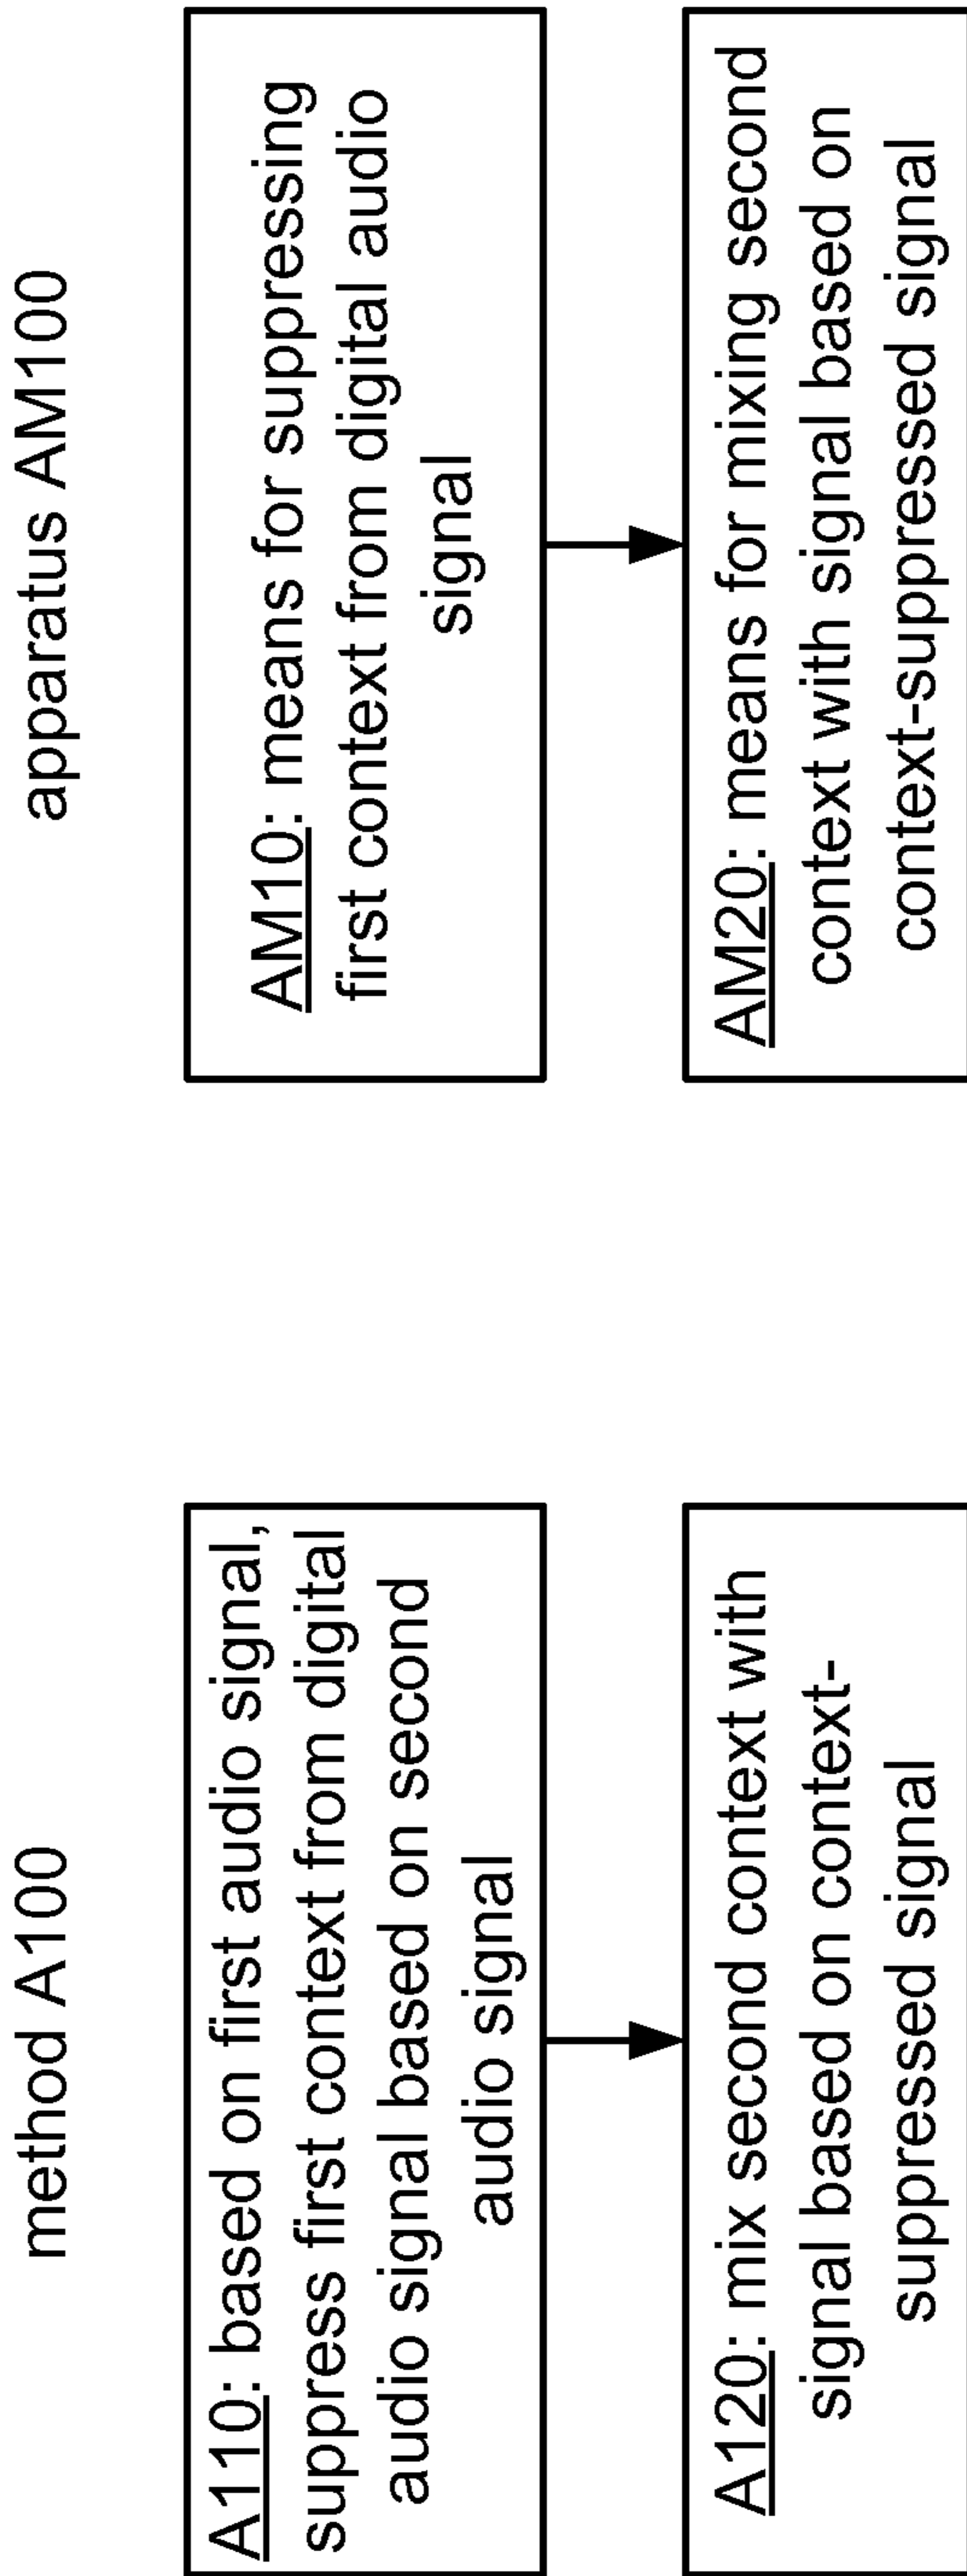 method A100
A110: based on first audio signal,
suppress first context from digital
audio signal based on second
audio signal
A120: mix second context with
signal based on context-
suppressed signal
apparatus AM100
AM10: means for suppressing
first context from digital audio
signal
AM20: means for mixing second
context with signal based on
context-suppressed signal